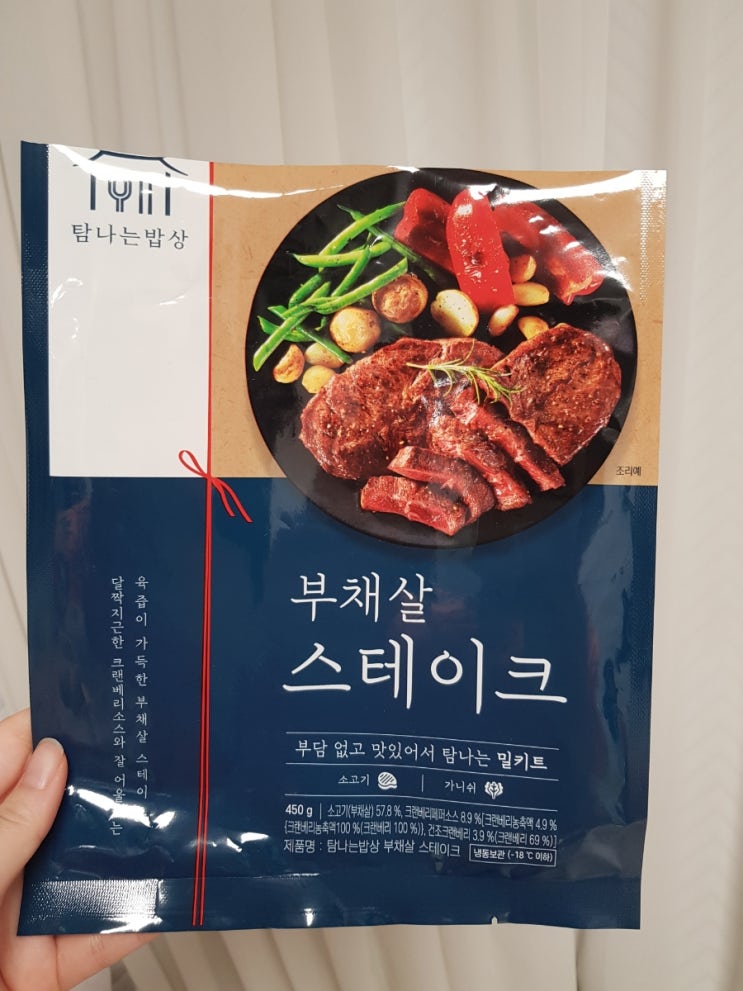 탐나는밥상
조리예
부채살
스테이크
부담 없고 맛있어서 탐나는 밀키트
소고기 | 가니쉬
450 g | 소고기(부채살) 57.8 %, 크랜베리페퍼소스 8.9 %[크랜베리농축액 4.9 %
{크랜베리농축액100 %(크랜베리 100 %)}, 건조크랜베리 3.9 %(크랜베리 69 %)]
제품명 : 탐나는밥상 부채살 스테이크 냉동보관 (-18 ℃ 이하)
육즙이 가득한 부채살 스테이
달짝지근한 크랜베리소스와 잘 어울 는